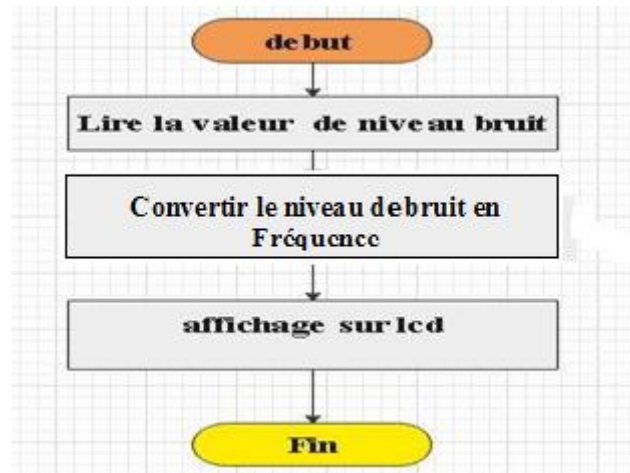 debut
Lire la valeur de niveau bruit
Convertir le niveau debruit en
Fréquence
affichage sur lcd
Fin